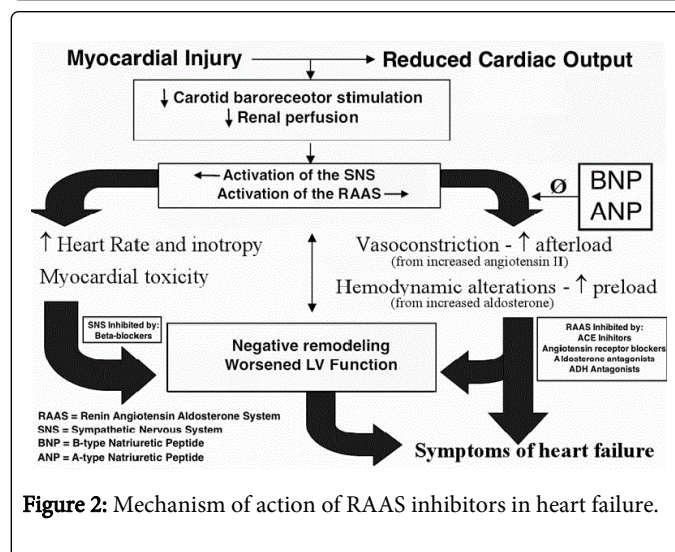 Myocardial Injury
Reduced Cardiac Output
↓ Carotid baroreceotor stimulation
↓ Renal perfusion
← Activation of the SNS
Activation of the RAAS →
Ø
BNP
ANP
↑ Heart Rate and inotropy
Myocardial toxicity
Vasoconstriction - ↑ afterload
(from increased angiotensin II)
Hemodynamic alterations - ↑ preload
(from increased aldosterone)
SNS Inhibited by:
Beta-blockers
Negative remodeling
Worsened LV Function
RAAS Inhibited by:
ACE Inihitors
Angiotensin receptor blockers
Aldosterone antagonists
ADH Antagonists
RAAS = Renin Angiotensin Aldosterone System
SNS = Sympathetic Nervous System
BNP = B-type Natriuretic Peptide
ANP = A-type Natriuretic Peptide
Symptoms of heart failure
Figure 2: Mechanism of action of RAAS inhibitors in heart failure.